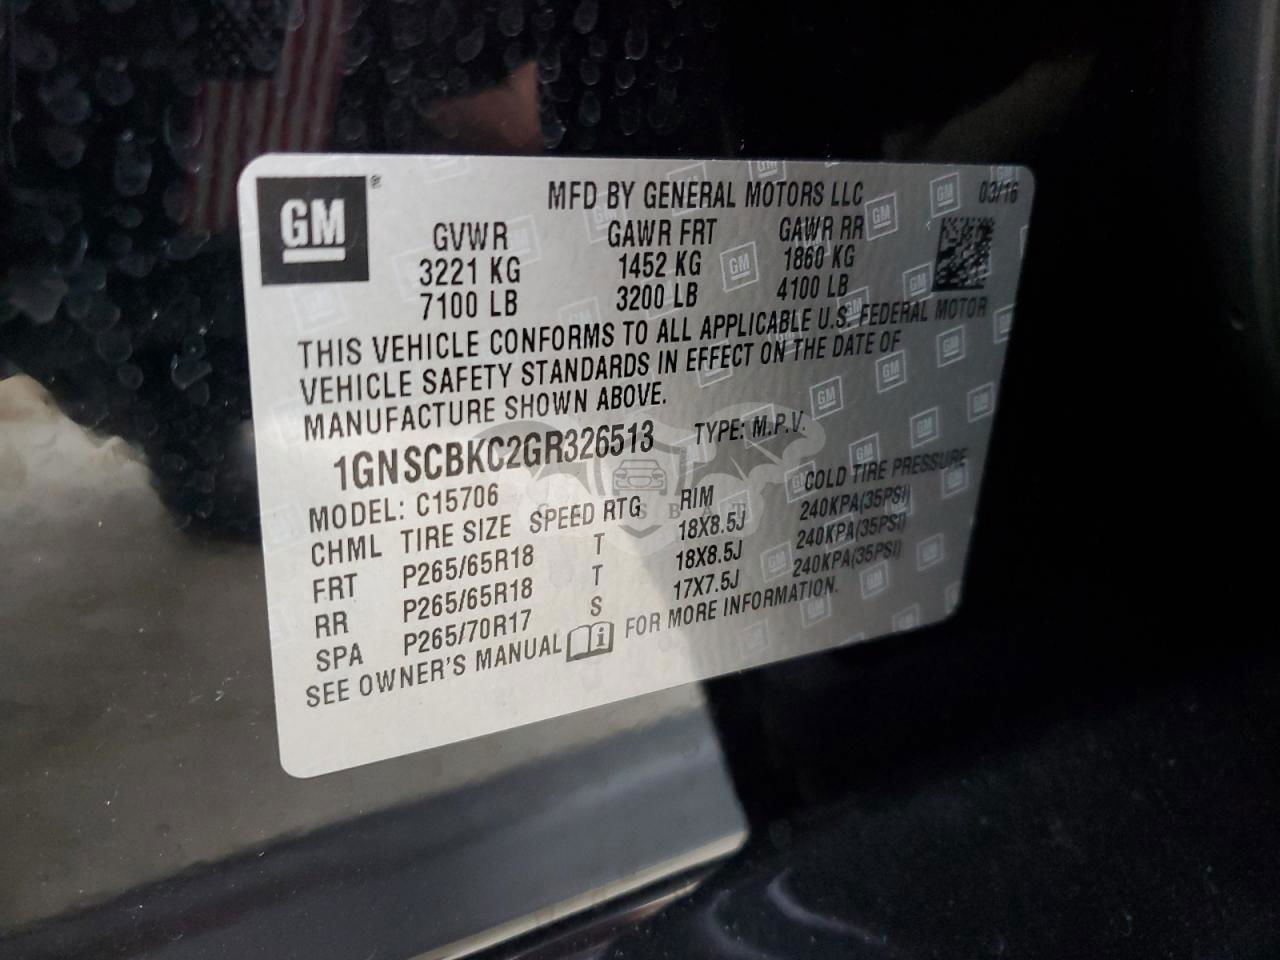 GM
MFD BY GENERAL MOTORS LLC 03/16
GVWR GAWR FRT GAWR RR
3221 KG 1452 KG 1860 KG
7100 LB 3200 LB 4100 LB
THIS VEHICLE CONFORMS TO ALL APPLICABLE U.S. FEDERAL MOTOR
VEHICLE SAFETY STANDARDS IN EFFECT ON THE DATE OF
MANUFACTURE SHOWN ABOVE.
1GNSCBKC2GR326513 TYPE: M.P.V.
MODEL: C15706
CHML TIRE SIZE SPEED RTG RIM COLD TIRE PRESSURE
FRT P265/65R18 T 18X8.5J 240KPA(35PSI)
RR P265/65R18 T 18X8.5J 240KPA(35PSI)
SPA P265/70R17 S 17X7.5J 240KPA(35PSI)
SEE OWNER'S MANUAL FOR MORE INFORMATION.